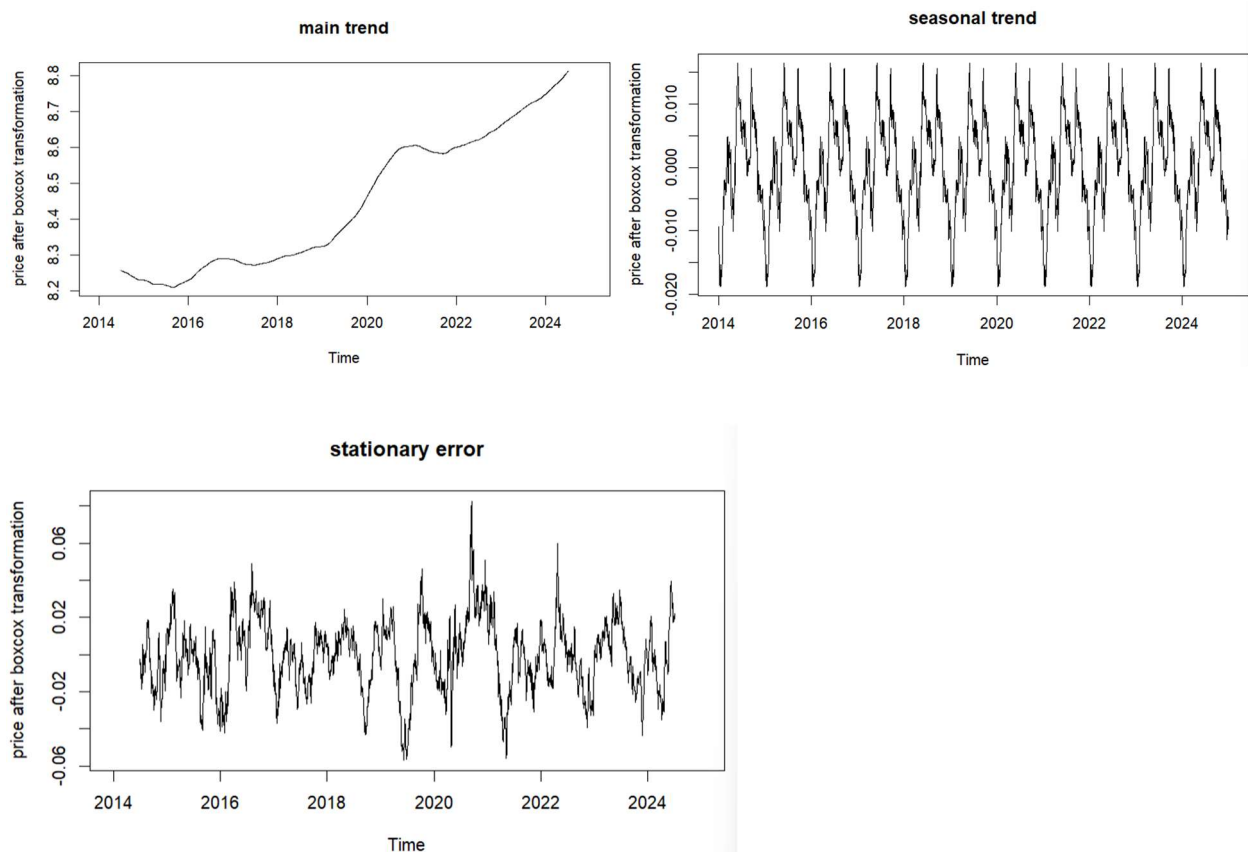 main trend
price after boxcox transformation
8.8
8.7
8.6
8.5
8.4
8.3
8.2
2014 2016 2018 2020 2022 2024
Time
seasonal trend
price after boxcox transformation
0.010
0.000
-0.010
-0.020
2014 2016 2018 2020 2022 2024
Time
stationary error
price after boxcox transformation
0.06
0.02
-0.02
-0.06
2014 2016 2018 2020 2022 2024
Time